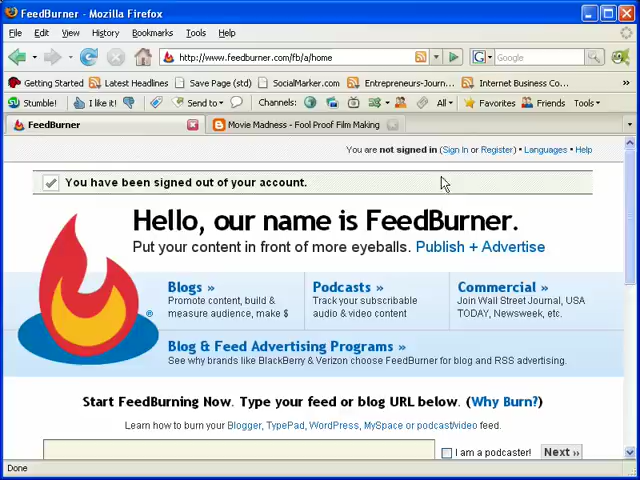 FeedBurner - Mozilla Firefox
File Edit View History Bookmarks Tools Help
http://www.feedburner.com/fb/a/home
G Google
Getting Started Latest Headlines Save Page (std) SocialMarker.com Entrepreneurs-Journ... Internet Business Co...
Stumble! I like it! Send to Channels: All Favorites Friends Tools
FeedBurner Movie Madness - Fool Proof Film Making
You are not signed in (Sign In or Register) • Languages • Help
You have been signed out of your account.
Hello, our name is FeedBurner.
Put your content in front of more eyeballs. Publish + Advertise
Blogs » Podcasts » Commercial »
Promote content, build & Track your subscribable Join Wall Street Journal, USA
measure audience, make $ audio & video content TODAY, Newsweek, etc.
®
Blog & Feed Advertising Programs »
See why brands like BlackBerry & Verizon choose FeedBurner for blog and RSS advertising.
Start FeedBurning Now. Type your feed or blog URL below. (Why Burn?)
Learn how to burn your Blogger, TypePad, WordPress, MySpace or podcast/video feed.
I am a podcaster! Next ››
Done